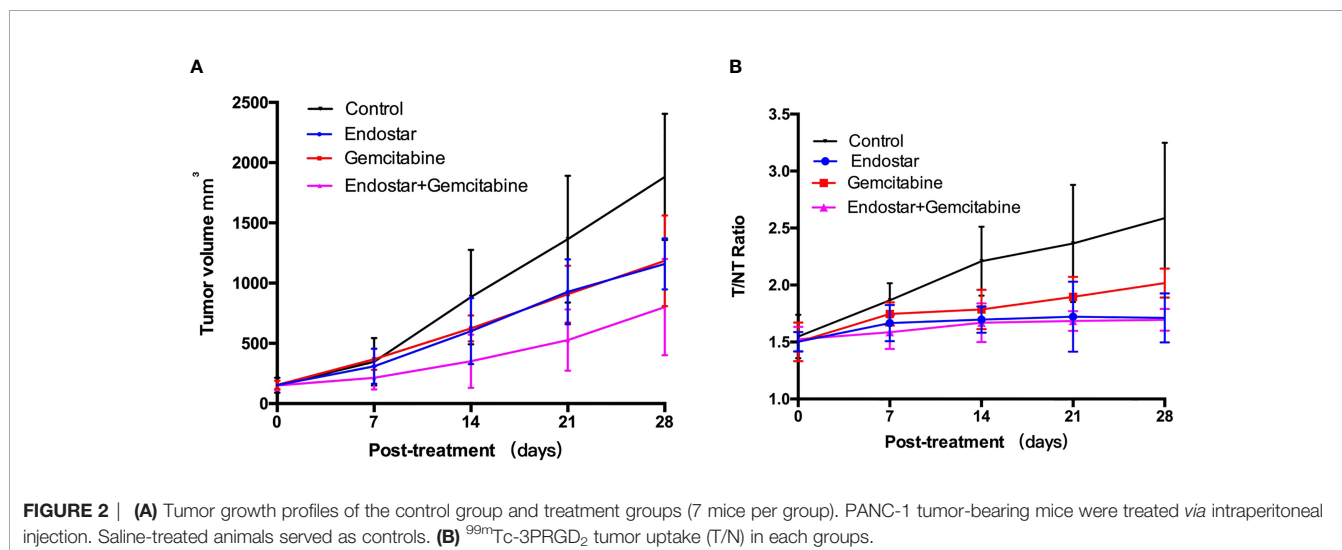 A
Tumor volume mm³
2500
2000
1500
1000
500
0
Control
Endostar
Gemcitabine
Endostar+Gemcitabine
0 7 14 21 28
Post-treatment (days)
B
T/NT Ratio
3.5
3.0
2.5
2.0
1.5
1.0
Control
Endostar
Gemcitabine
Endostar+Gemcitabine
0 7 14 21 28
Post-treatment (days)
FIGURE 2 | (A) Tumor growth profiles of the control group and treatment groups (7 mice per group). PANC-1 tumor-bearing mice were treated via intraperitoneal
injection. Saline-treated animals served as controls. (B) ⁹⁹ᵐTc-3PRGD₂ tumor uptake (T/N) in each groups.